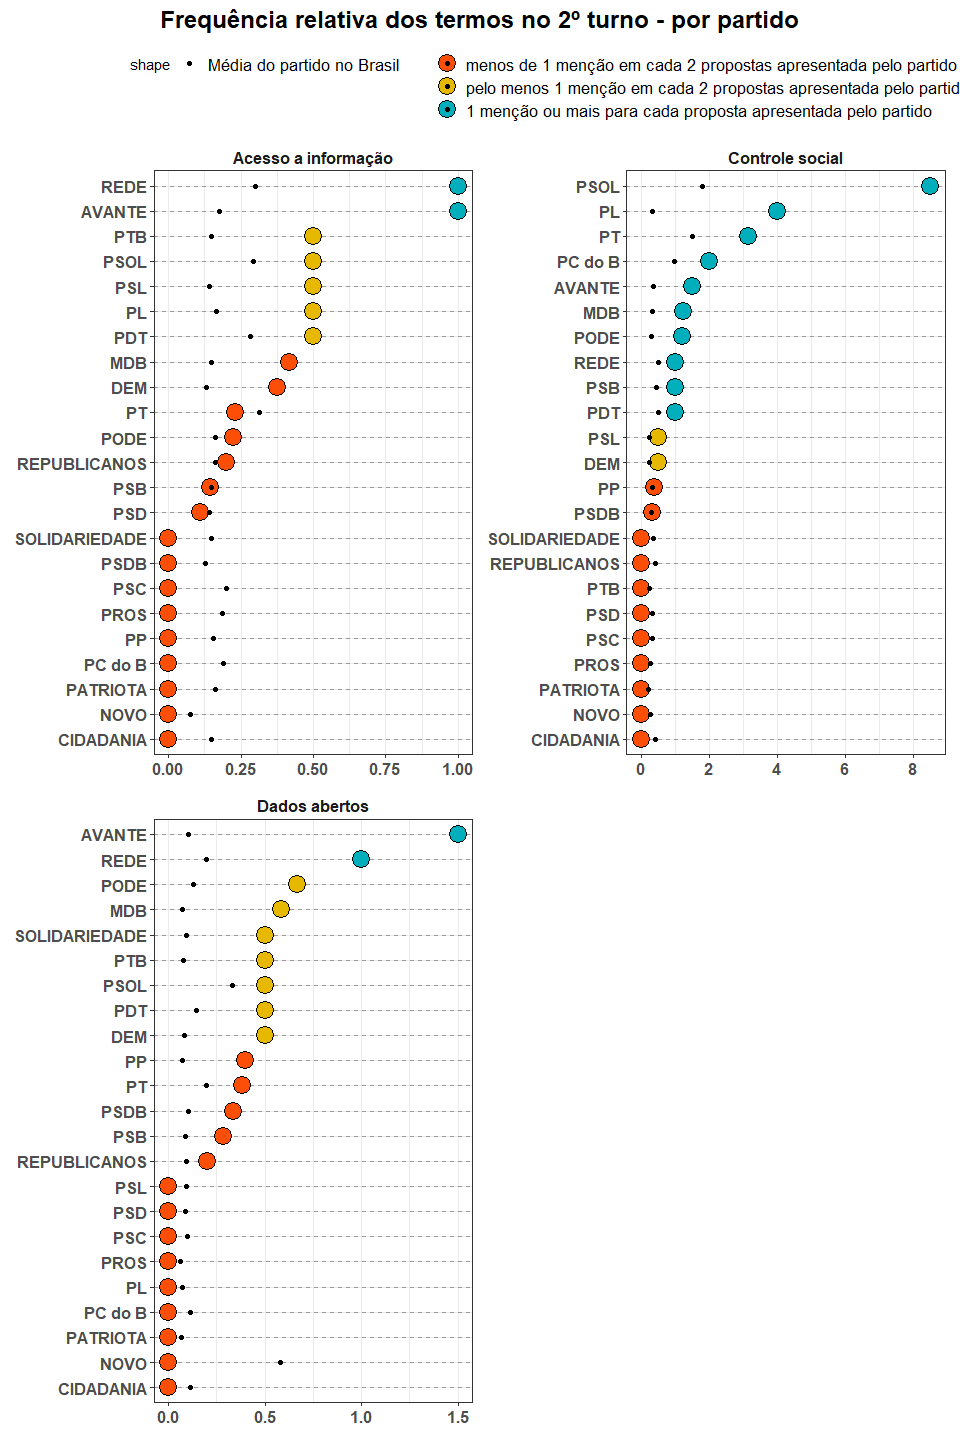 Frequência relativa dos termos no 2º turno - por partido
shape
Média do partido no Brasil
menos de 1 menção em cada 2 propostas apresentada pelo partido
pelo menos 1 menção em cada 2 propostas apresentada pelo partid
1 menção ou mais para cada proposta apresentada pelo partido
Acesso a informação
REDE
AVANTE
PTB
PSOL
PSL
PL
PDT
MDB
DEM
PT
PODE
REPUBLICANOS
PSB
PSD
SOLIDARIEDADE
PSDB
PSC
PROS
PP
PC do B
PATRIOTA
NOVO
CIDADANIA
0.00 0.25 0.50 0.75 1.00
Controle social
PSOL
PL
PT
PC do B
AVANTE
MDB
PODE
REDE
PSB
PDT
PSL
DEM
PP
PSDB
SOLIDARIEDADE
REPUBLICANOS
PTB
PSD
PSC
PROS
PATRIOTA
NOVO
CIDADANIA
0 2 4 6 8
Dados abertos
AVANTE
REDE
PODE
MDB
SOLIDARIEDADE
PTB
PSOL
PDT
DEM
PP
PT
PSDB
PSB
REPUBLICANOS
PSL
PSD
PSC
PROS
PL
PC do B
PATRIOTA
NOVO
CIDADANIA
0.0 0.5 1.0 1.5